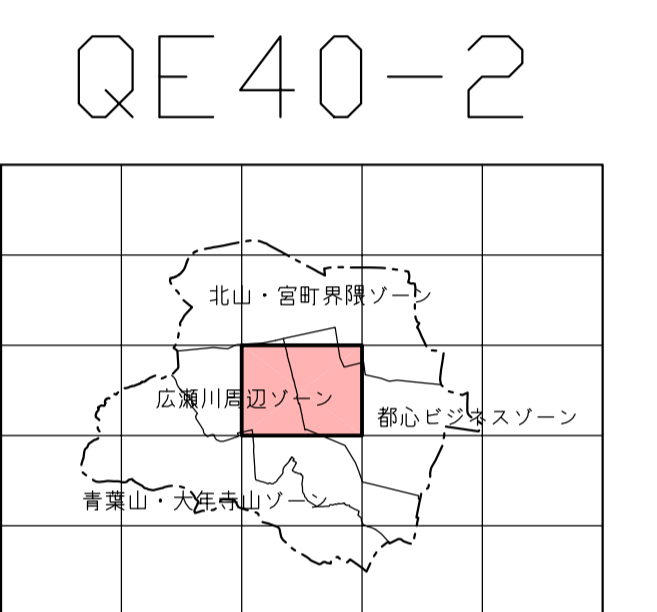 QE40-2
北山・宮町界隈ゾーン
広瀬川周辺ゾーン
都心ビジネスゾーン
青葉山・大年寺山ゾーン